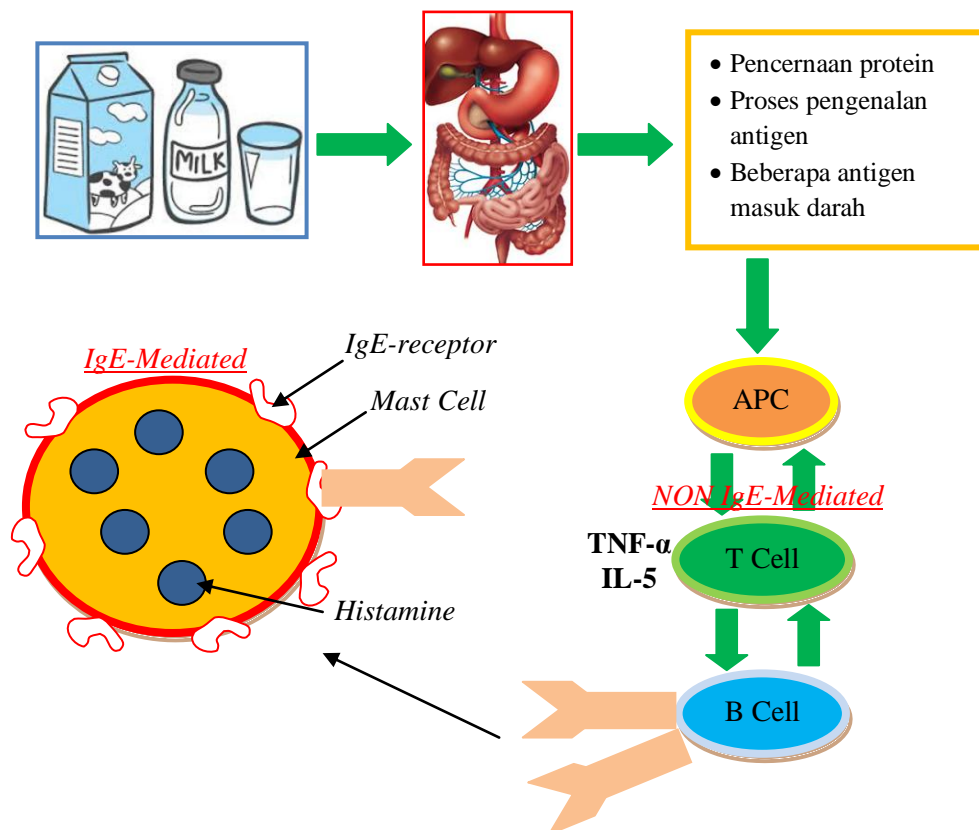 MILK
• Pencernaan protein
• Proses pengenalan
antigen
• Beberapa antigen
masuk darah
IgE-Mediated
IgE-receptor
Mast Cell
APC
NON IgE-Mediated
TNF-α
IL-5
T Cell
Histamine
B Cell